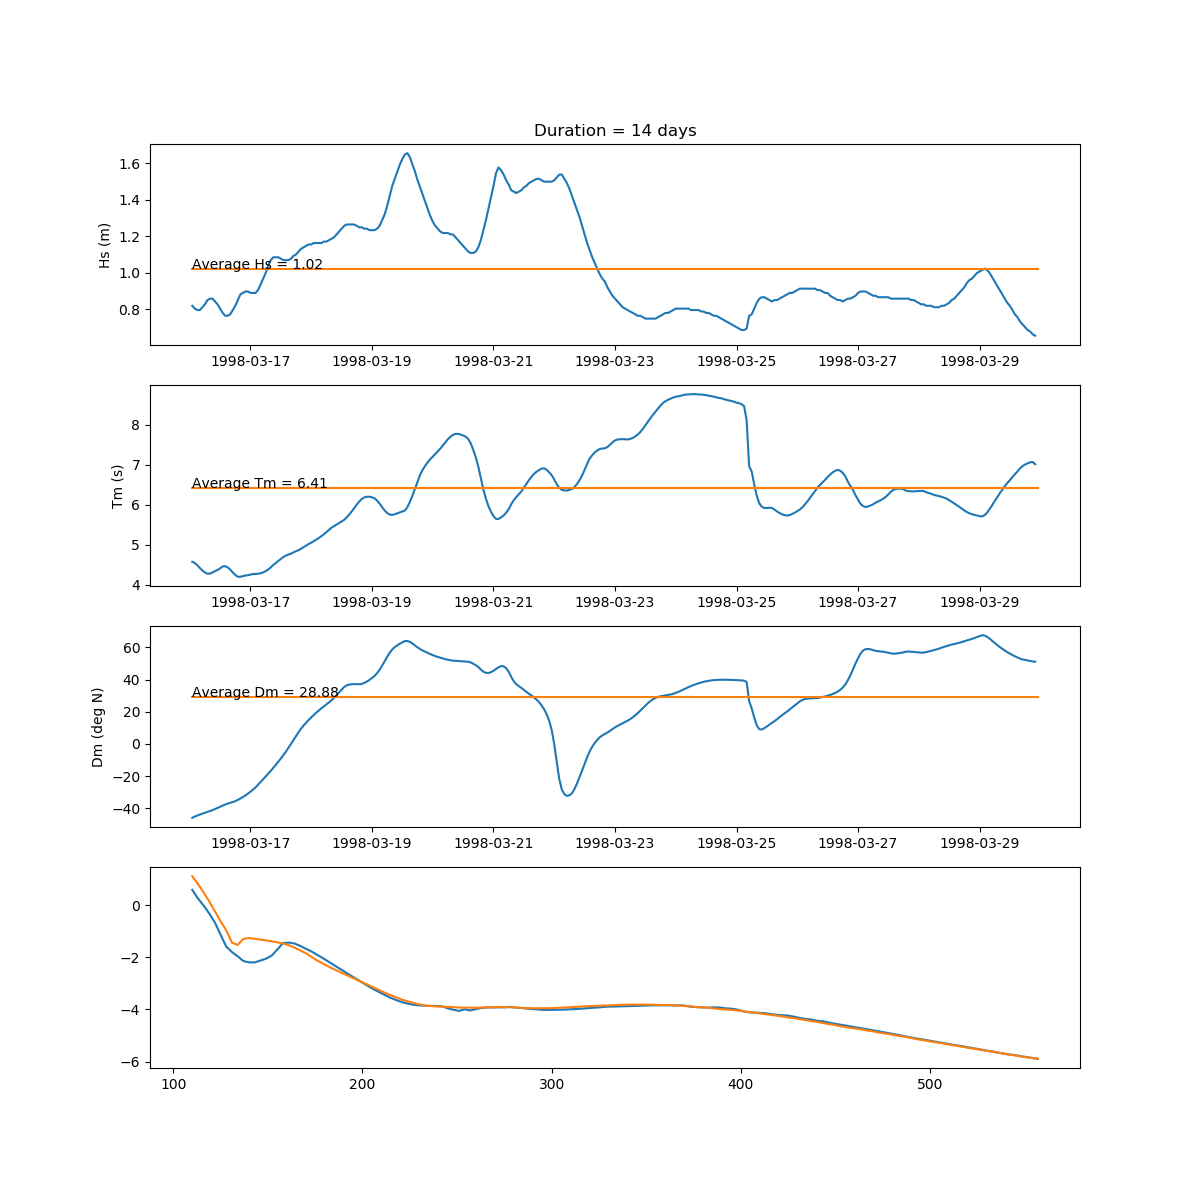 Duration = 14 days
1.6
1.4
1.2
1.0
0.8
Hs (m)
Average Hs = 1.02
1998-03-17 1998-03-19 1998-03-21 1998-03-23 1998-03-25 1998-03-27 1998-03-29
8
7
6
5
4
Tm (s)
Average Tm = 6.41
1998-03-17 1998-03-19 1998-03-21 1998-03-23 1998-03-25 1998-03-27 1998-03-29
60
40
20
0
−20
−40
Dm (deg N)
Average Dm = 28.88
1998-03-17 1998-03-19 1998-03-21 1998-03-23 1998-03-25 1998-03-27 1998-03-29
0
−2
−4
−6
100 200 300 400 500